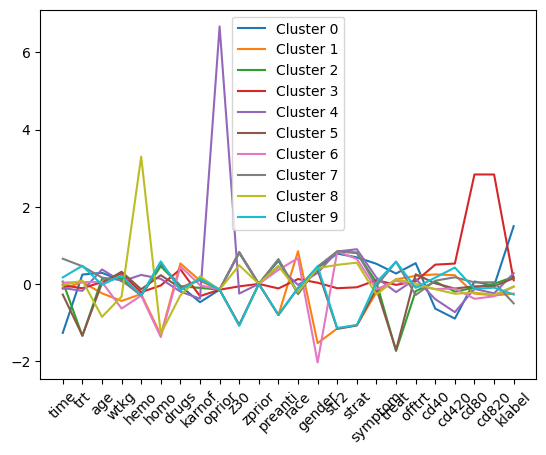 6
4
2
0
−2
Cluster 0
Cluster 1
Cluster 2
Cluster 3
Cluster 4
Cluster 5
Cluster 6
Cluster 7
Cluster 8
Cluster 9
time
trt
age
wtkg
hemo
homo
drugs
karnof
oprior
z30
zprior
preanti
race
gender
str2
strat
symptom
treat
offtrt
cd40
cd420
cd80
cd820
klabel